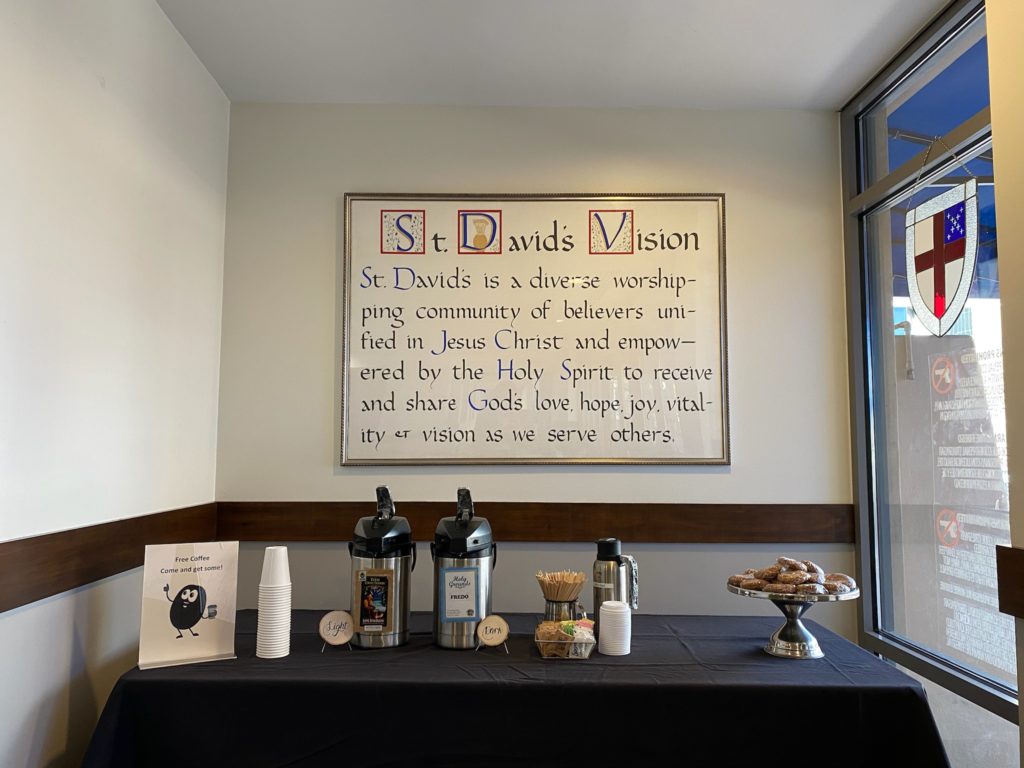 St. David's Vision
St. David's is a diverse worship-
ping community of believers uni-
fied in Jesus Christ and empow-
ered by the Holy Spirit to receive
and share God's love, hope, joy, vital-
ity et vision as we serve others.
Free Coffee
Come and get some!
Light
Holy Grounds
FREDO
Dark